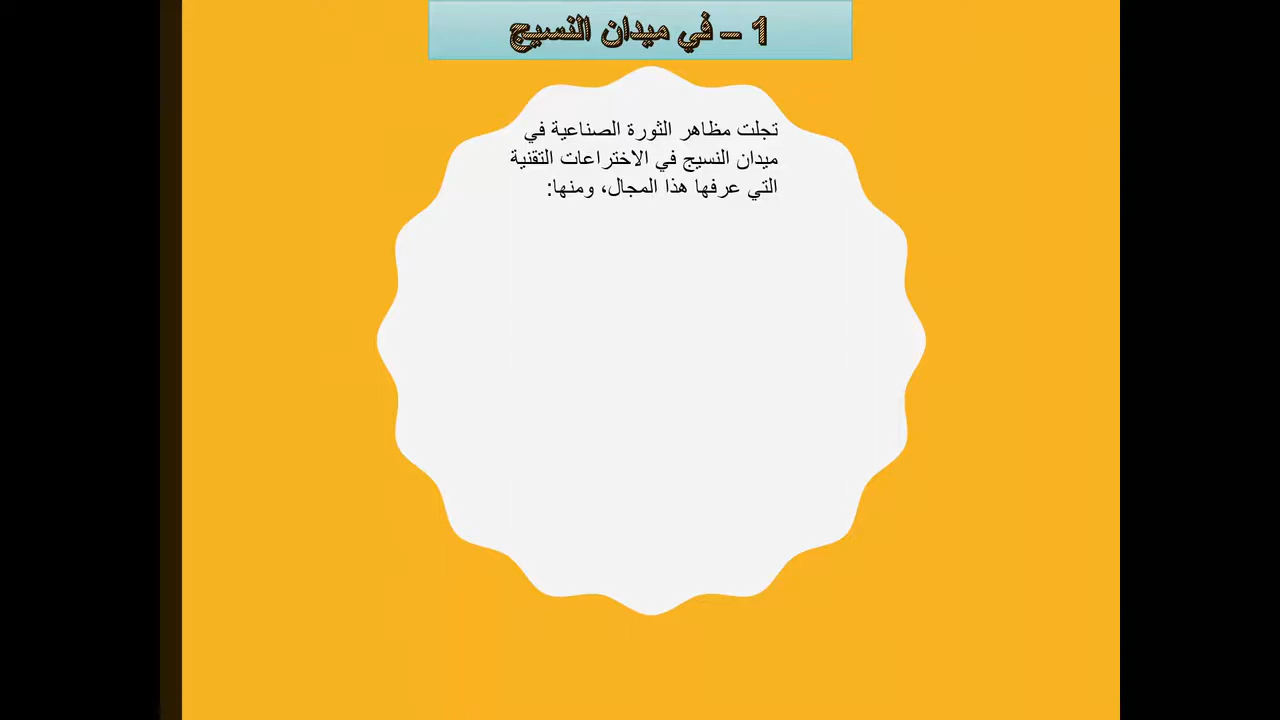 1 – في ميدان النسيج
تجلت مظاهر الثورة الصناعية في
ميدان النسيج في الاختراعات التقنية
التي عرفها هذا المجال، ومنها: